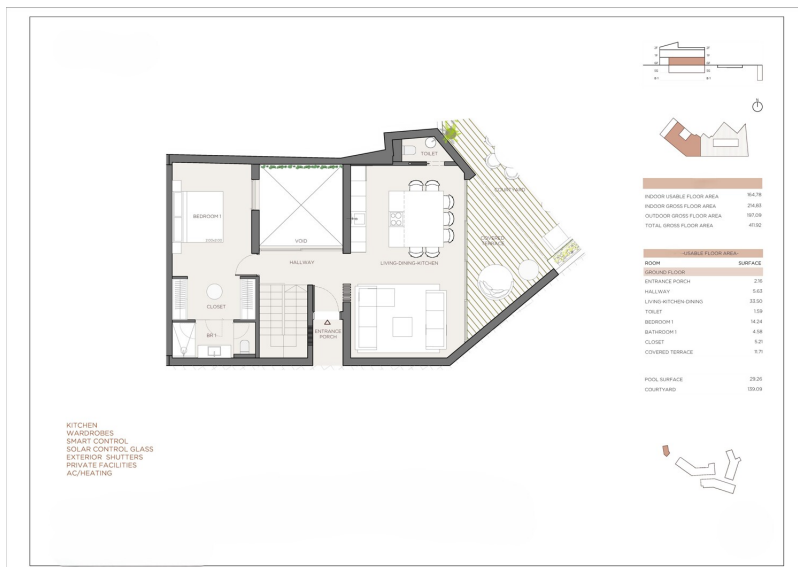 TOILET
COURTYARD
BEDROOM 1
COVERED
TERRACE
VOID
HALLWAY
LIVING-DINING-KITCHEN
CLOSET
ENTRANCE
PORCH
BR 1
N
INDOOR USABLE FLOOR AREA 164,78
INDOOR GROSS FLOOR AREA 214,83
OUTDOOR GROSS FLOOR AREA 197,09
TOTAL GROSS FLOOR AREA 411,92
-USABLE FLOOR AREA-
ROOM SURFACE
GROUND FLOOR
ENTRANCE PORCH 2,16
HALLWAY 5,63
LIVING-KITCHEN-DINING 33,50
TOILET 1,59
BEDROOM 1 14,24
BATHROOM 1 4,58
CLOSET 5,21
COVERED TERRACE 11,71
POOL SURFACE 29,26
COURTYARD 139,09
KITCHEN
WARDROBES
SMART CONTROL
SOLAR CONTROL GLASS
EXTERIOR SHUTTERS
PRIVATE FACILITIES
AC/HEATING